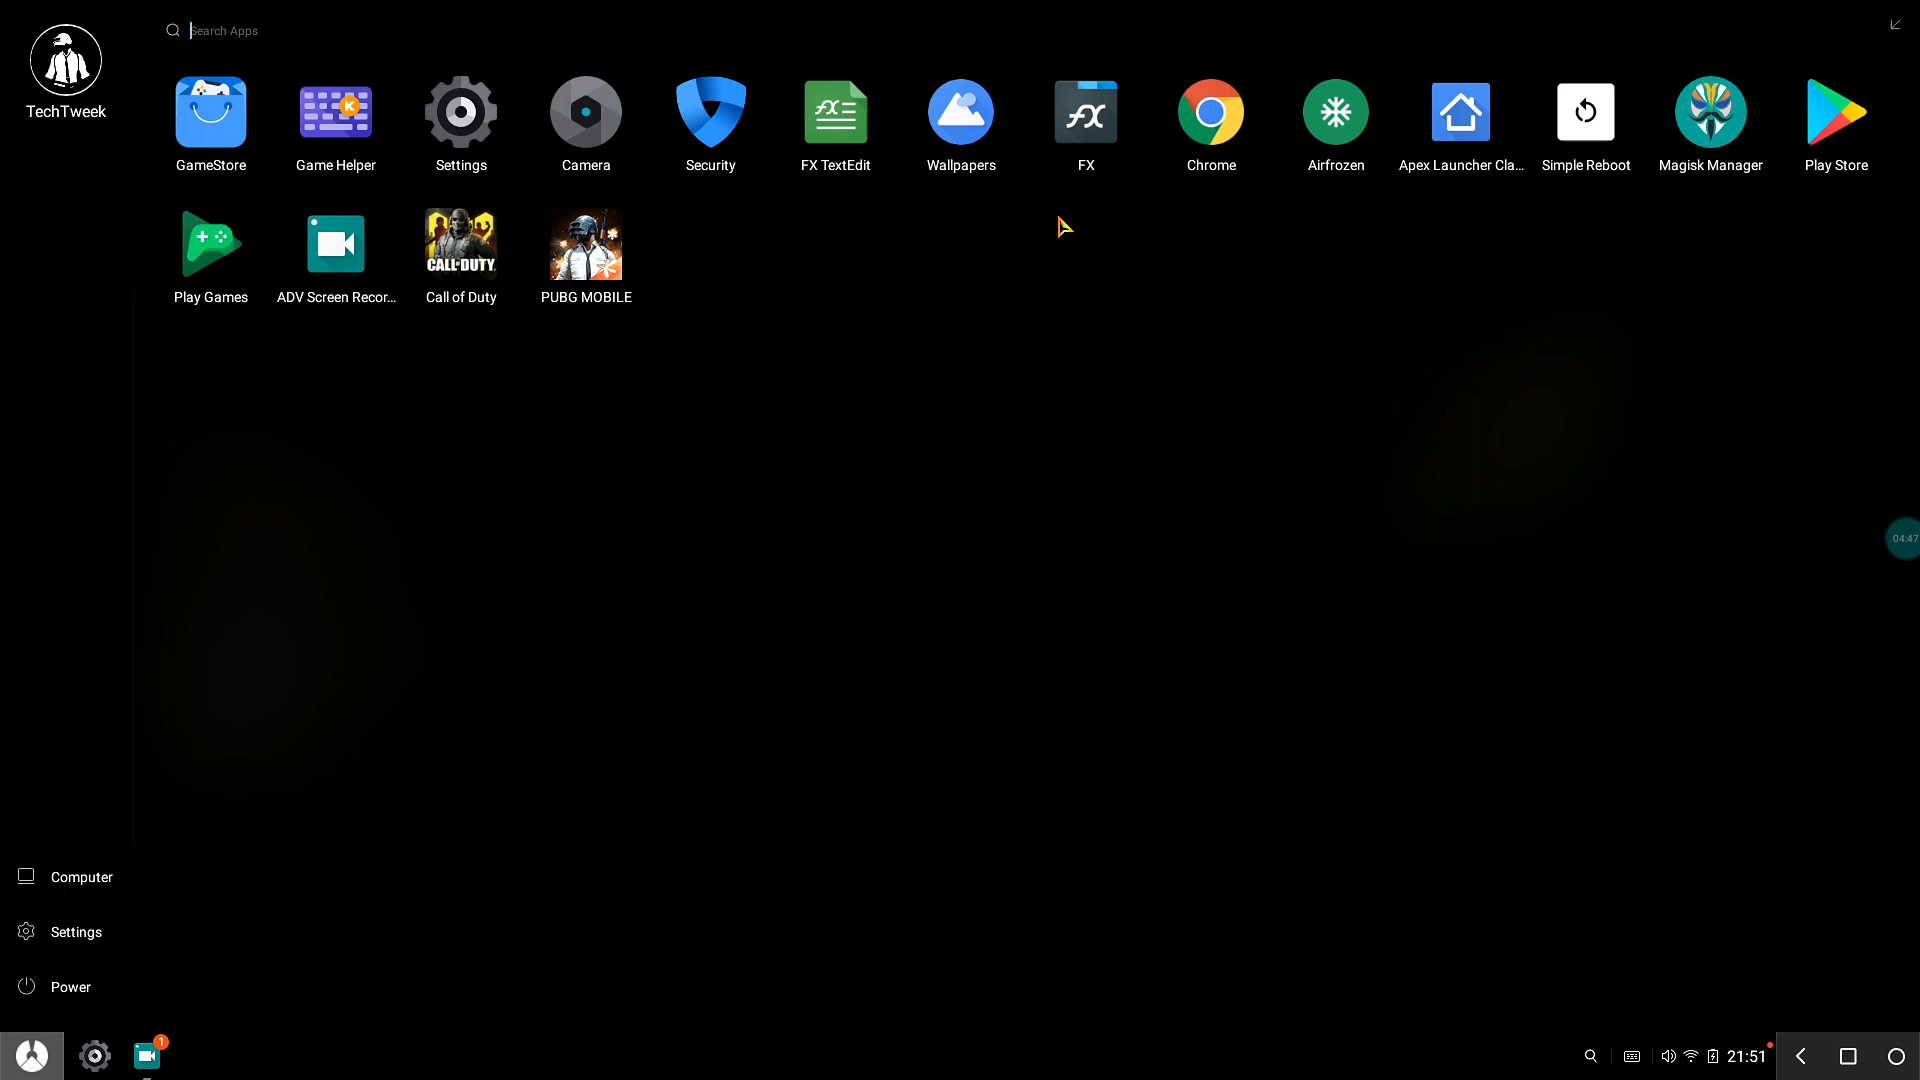 Search Apps
TechTweek
GameStore
Game Helper
Settings
Camera
Security
FX TextEdit
Wallpapers
FX
Chrome
Airfrozen
Apex Launcher Cla...
Simple Reboot
Magisk Manager
Play Store
CALL OF DUTY
Play Games
ADV Screen Recor...
Call of Duty
PUBG MOBILE
04:47
Computer
Settings
Power
1
21:51